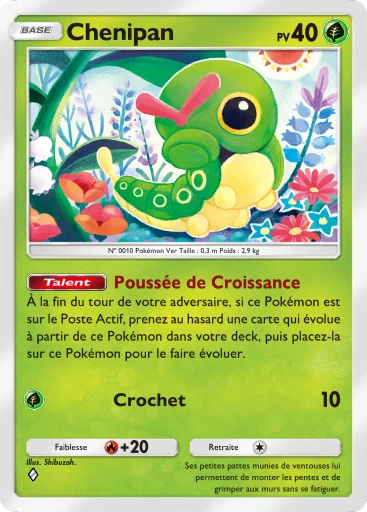 BASE
Chenipan
PV 40
N° 0010 Pokémon Ver Taille : 0,3 m Poids : 2,9 kg
Talent Poussée de Croissance
À la fin du tour de votre adversaire, si ce Pokémon est
sur le Poste Actif, prenez au hasard une carte qui évolue
à partir de ce Pokémon dans votre deck, puis placez-la
sur ce Pokémon pour le faire évoluer.
Crochet 10
Faiblesse +20 Retraite
Illus. Shibuzoh.
Ses petites pattes munies de ventouses lui
permettent de monter les pentes et de
grimper aux murs sans se fatiguer.